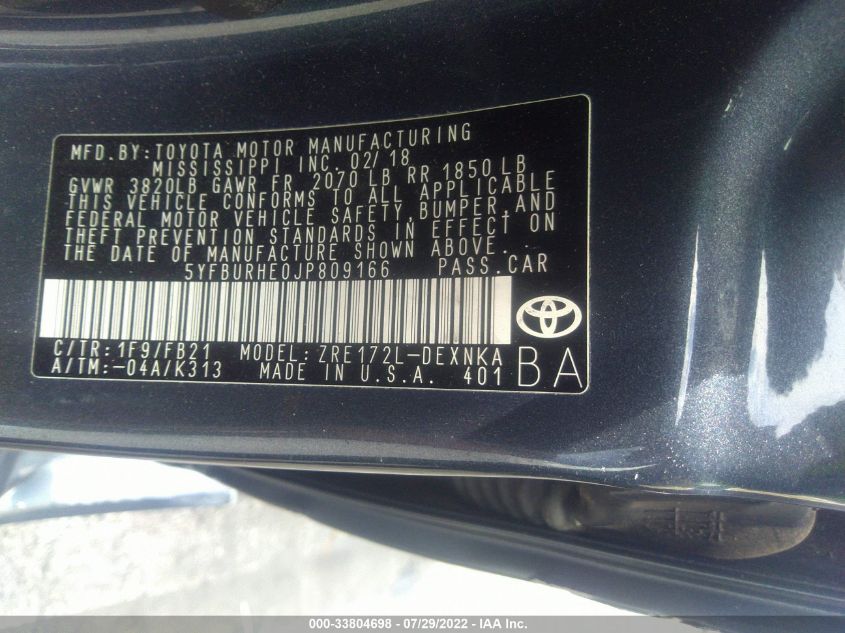 MFD. BY: TOYOTA MOTOR MANUFACTURING
MISSISSIPPI INC. 02/18
GVWR 3820LB GAWR FR 2070 LB RR 1850 LB
THIS VEHICLE CONFORMS TO ALL APPLICABLE
FEDERAL MOTOR VEHICLE SAFETY, BUMPER, AND
THEFT PREVENTION STANDARDS IN EFFECT ON
THE DATE OF MANUFACTURE SHOWN ABOVE.
5YFBURHE0JP809166 PASS. CAR
C/TR: 1F9/FB21 MODEL: ZRE172L-DEXNKA
A/TM: -04A/K313 MADE IN U.S.A. 401
BA
000-33804698 - 07/29/2022 - IAA Inc.